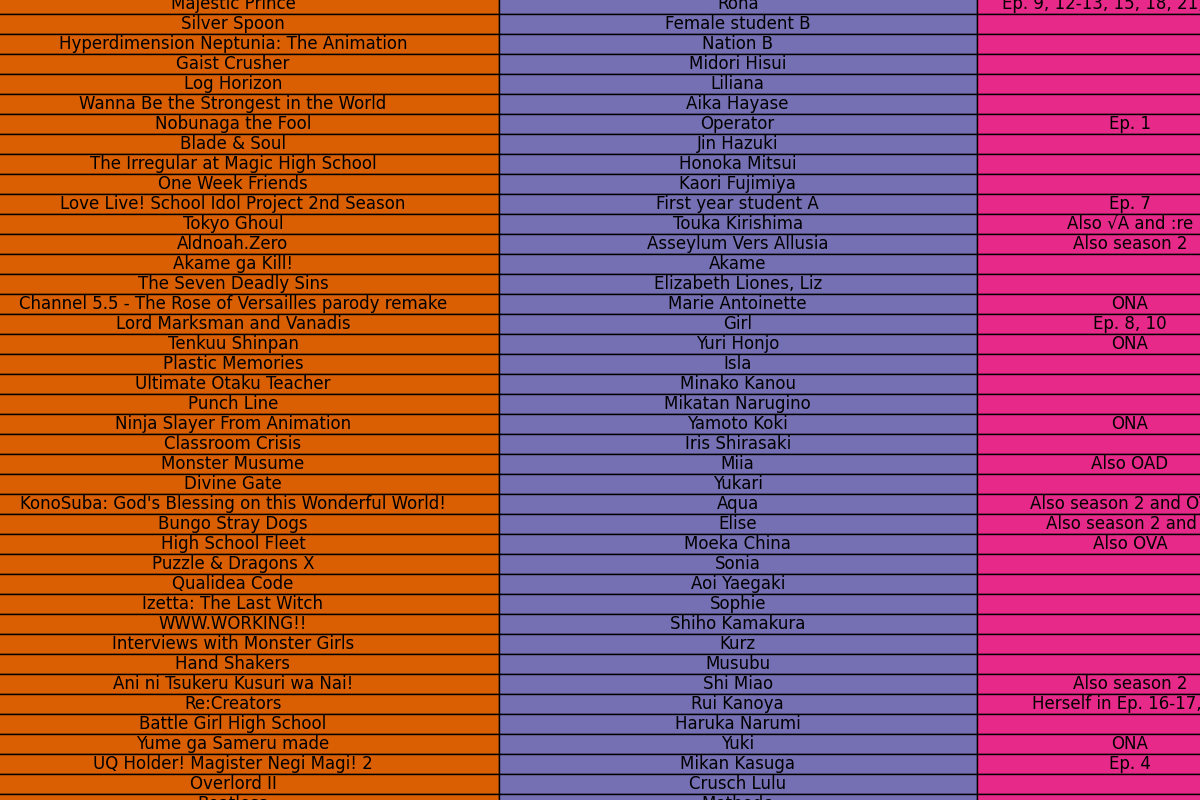 Majestic Prince Rona Ep. 9, 12-13, 15, 18, 21
Silver Spoon Female student B
Hyperdimension Neptunia: The Animation Nation B
Gaist Crusher Midori Hisui
Log Horizon Liliana
Wanna Be the Strongest in the World Aika Hayase
Nobunaga the Fool Operator Ep. 1
Blade & Soul Jin Hazuki
The Irregular at Magic High School Honoka Mitsui
One Week Friends Kaori Fujimiya
Love Live! School Idol Project 2nd Season First year student A Ep. 7
Tokyo Ghoul Touka Kirishima Also √A and :re
Aldnoah.Zero Asseylum Vers Allusia Also season 2
Akame ga Kill! Akame
The Seven Deadly Sins Elizabeth Liones, Liz
Channel 5.5 - The Rose of Versailles parody remake Marie Antoinette ONA
Lord Marksman and Vanadis Girl Ep. 8, 10
Tenkuu Shinpan Yuri Honjo ONA
Plastic Memories Isla
Ultimate Otaku Teacher Minako Kanou
Punch Line Mikatan Narugino
Ninja Slayer From Animation Yamoto Koki ONA
Classroom Crisis Iris Shirasaki
Monster Musume Miia Also OAD
Divine Gate Yukari
KonoSuba: God's Blessing on this Wonderful World! Aqua Also season 2 and
Bungo Stray Dogs Elise Also season 2 and
High School Fleet Moeka China Also OVA
Puzzle & Dragons X Sonia
Qualidea Code Aoi Yaegaki
Izetta: The Last Witch Sophie
WWW.WORKING!! Shiho Kamakura
Interviews with Monster Girls Kurz
Hand Shakers Musubu
Ani ni Tsukeru Kusuri wa Nai! Shi Miao Also season 2
Re:Creators Rui Kanoya Herself in Ep. 16-17,
Battle Girl High School Haruka Narumi
Yume ga Sameru made Yuki ONA
UQ Holder! Magister Negi Magi! 2 Mikan Kasuga Ep. 4
Overlord II Crusch Lulu